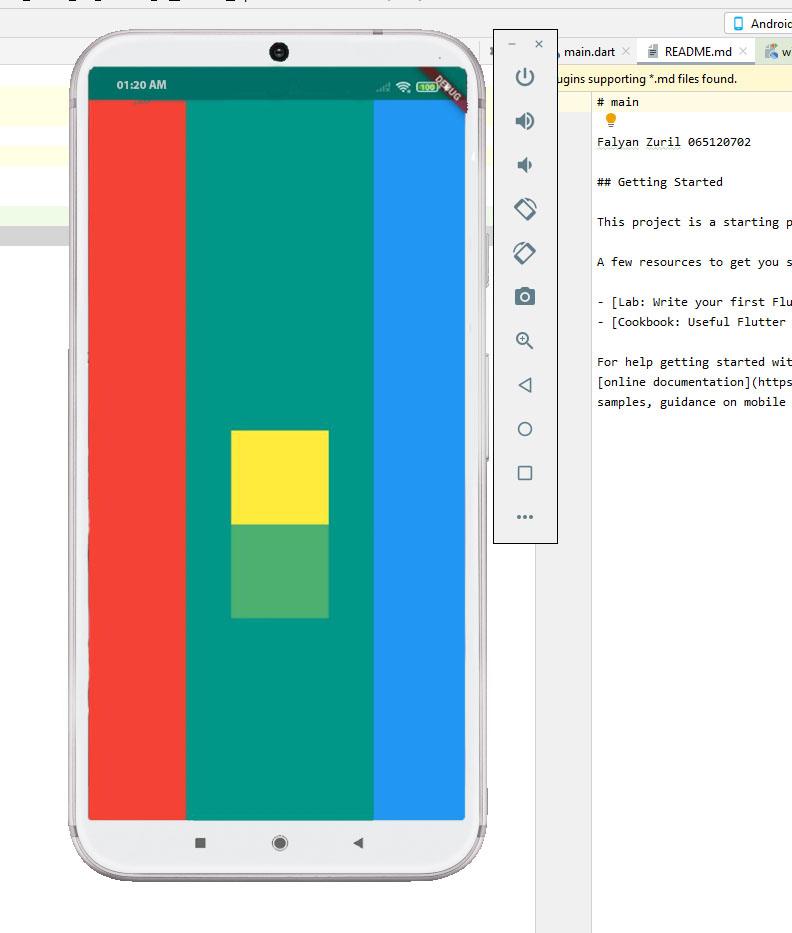 Android
main.dart
README.md
01:20 AM
100
DEBUG
ugins supporting *.md files found.
# main
Falyan Zuril 065120702
## Getting Started
This project is a starting p
A few resources to get you s
- [Lab: Write your first Flu
- [Cookbook: Useful Flutter
For help getting started wit
[online documentation](https
samples, guidance on mobile